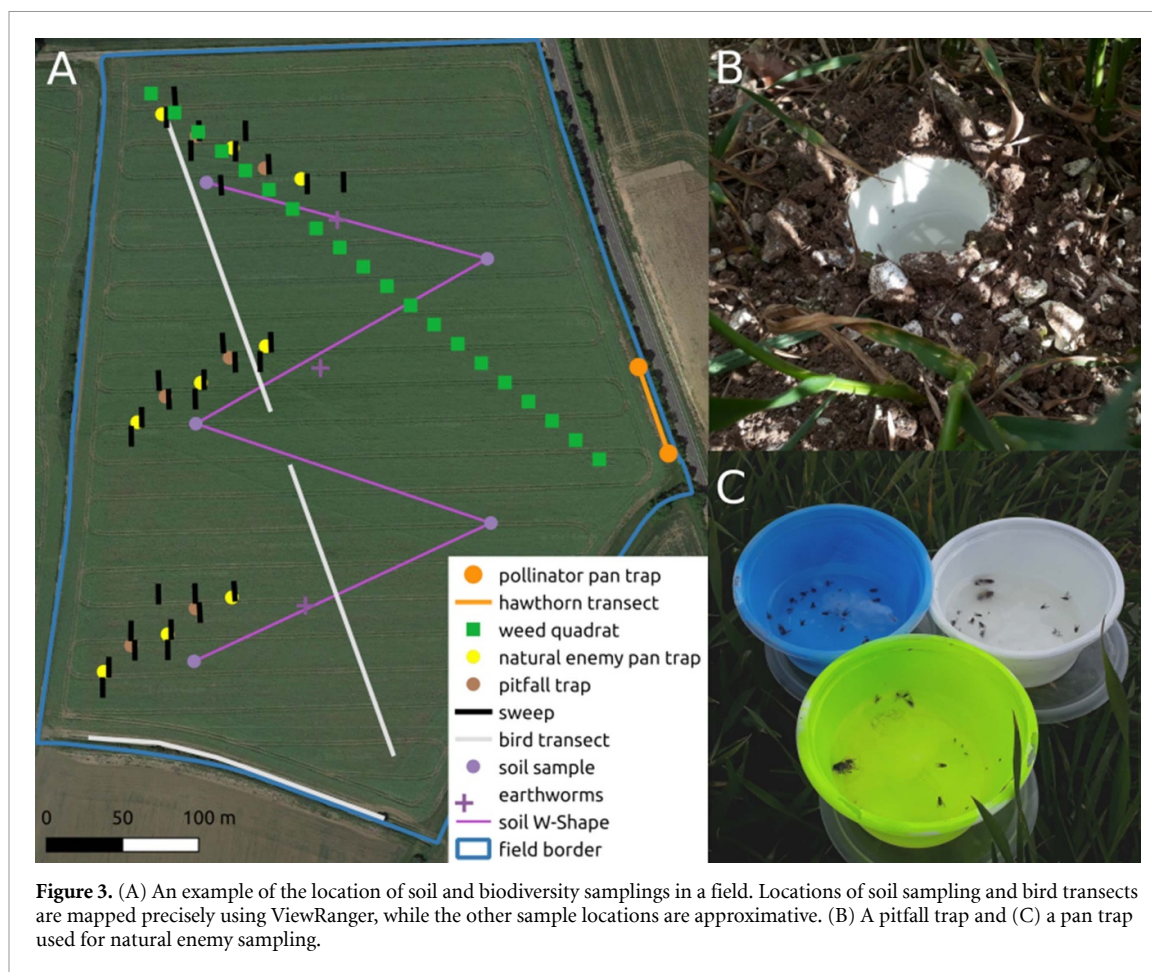 A
B
C
pollinator pan trap
hawthorn transect
weed quadrat
natural enemy pan trap
pitfall trap
sweep
bird transect
soil sample
earthworms
soil W-Shape
field border
0 50 100 m
Figure 3. (A) An example of the location of soil and biodiversity samplings in a field. Locations of soil sampling and bird transects
are mapped precisely using ViewRanger, while the other sample locations are approximative. (B) A pitfall trap and (C) a pan trap
used for natural enemy sampling.